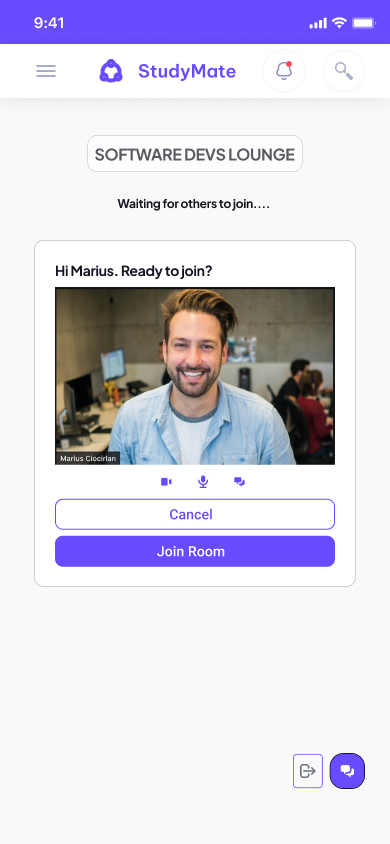 9:41
StudyMate
SOFTWARE DEVS LOUNGE
Waiting for others to join....
Hi Marius. Ready to join?
Marius Ciocirlan
Cancel
Join Room